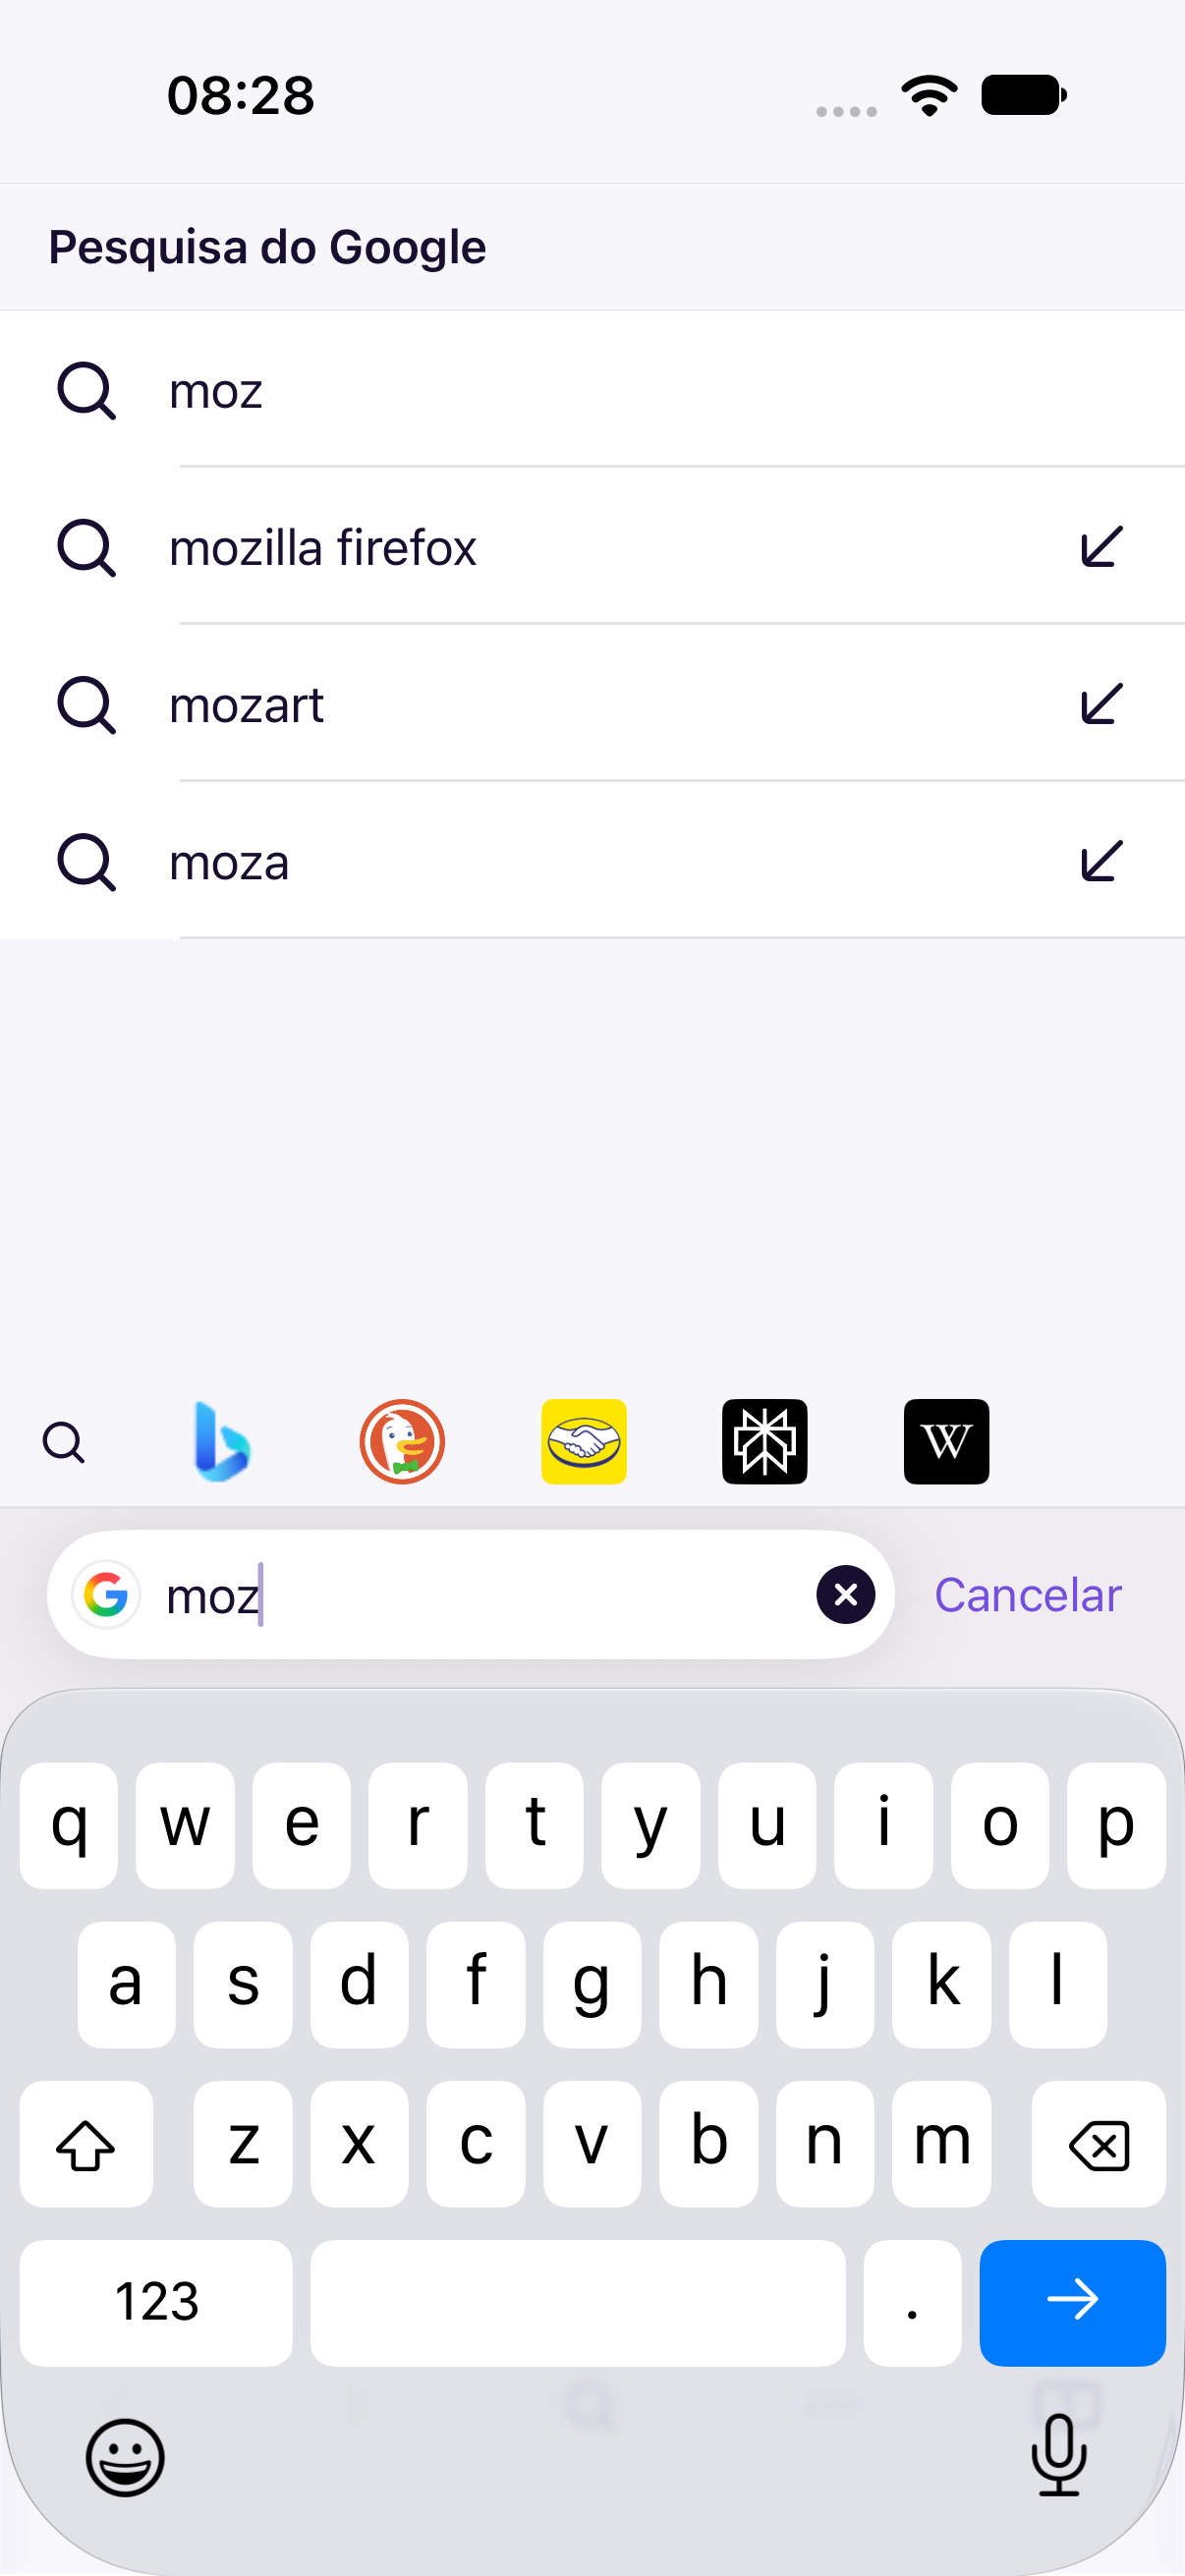 08:28
Pesquisa do Google
moz
mozilla firefox
mozart
moza
W
moz
Cancelar
q w e r t y u i o p
a s d f g h j k l
z x c v b n m
123 .